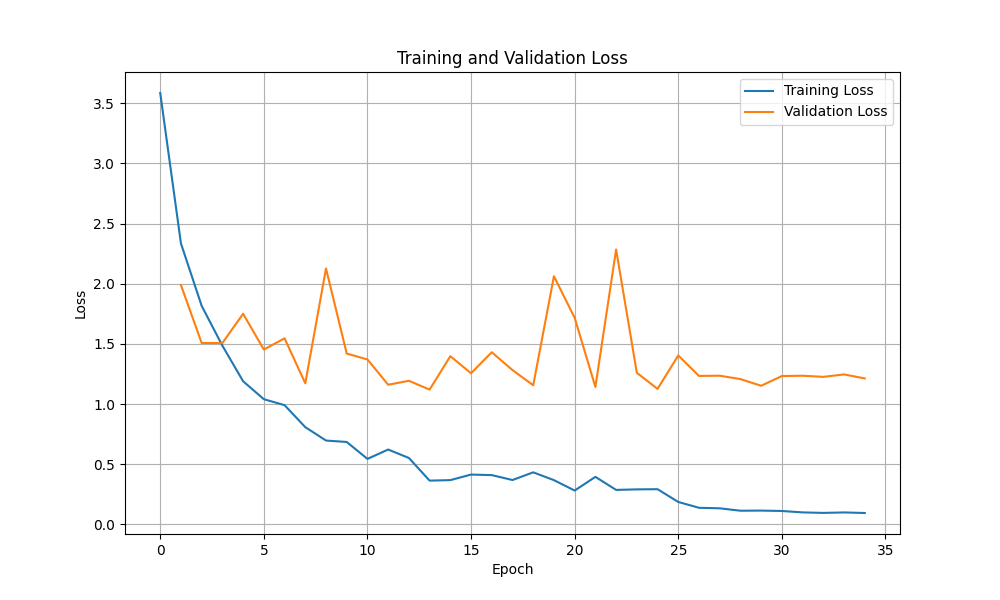 Training and Validation Loss
Training Loss
Validation Loss
3.5
3.0
2.5
2.0
1.5
1.0
0.5
0.0
Loss
0 5 10 15 20 25 30 35
Epoch